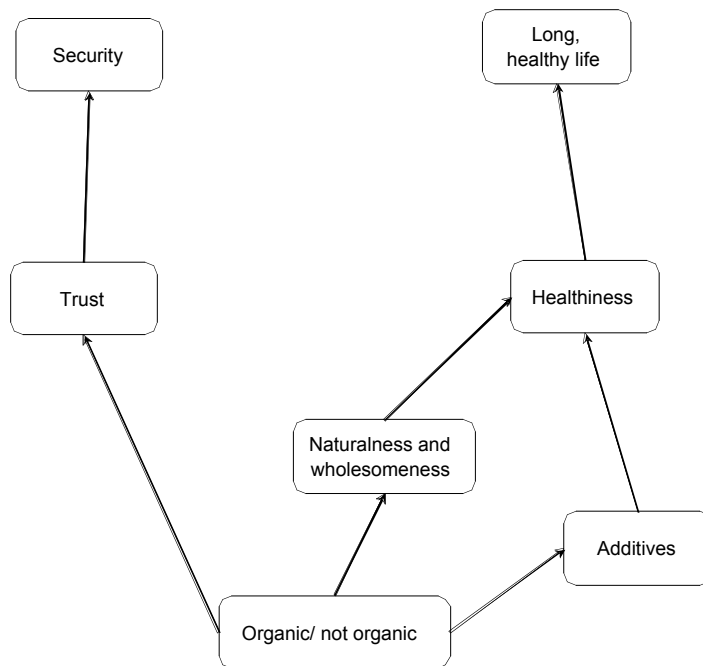 Security
Long,
healthy life
Trust
Healthiness
Naturalness and
wholesomeness
Additives
Organic/ not organic